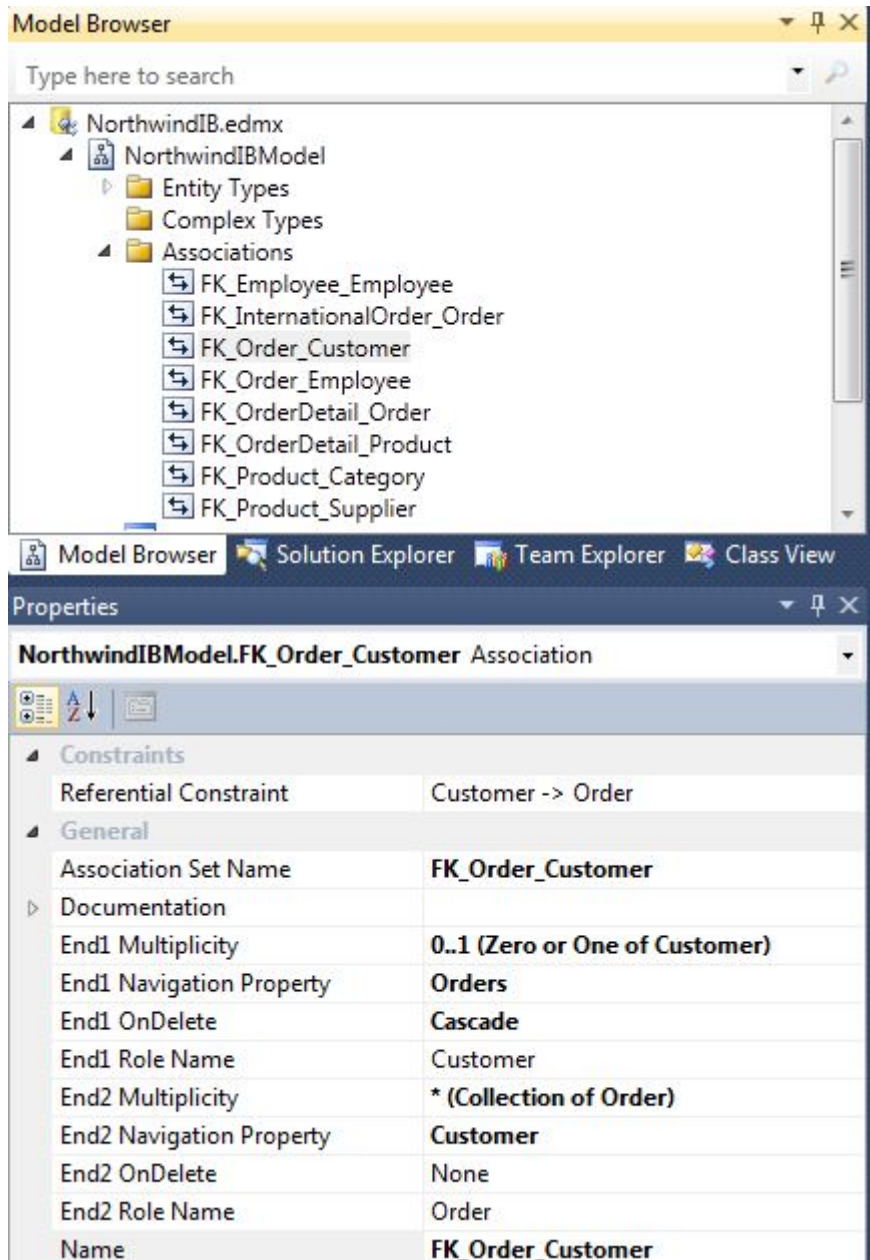 Model Browser
Type here to search
NorthwindIB.edmx
NorthwindIBModel
Entity Types
Complex Types
Associations
FK_Employee_Employee
FK_InternationalOrder_Order
FK_Order_Customer
FK_Order_Employee
FK_OrderDetail_Order
FK_OrderDetail_Product
FK_Product_Category
FK_Product_Supplier
Model Browser Solution Explorer Team Explorer Class View
Properties
NorthwindIBModel.FK_Order_Customer Association
Constraints
Referential Constraint Customer -> Order
General
Association Set Name FK_Order_Customer
Documentation
End1 Multiplicity 0..1 (Zero or One of Customer)
End1 Navigation Property Orders
End1 OnDelete Cascade
End1 Role Name Customer
End2 Multiplicity * (Collection of Order)
End2 Navigation Property Customer
End2 OnDelete None
End2 Role Name Order
Name FK_Order_Customer